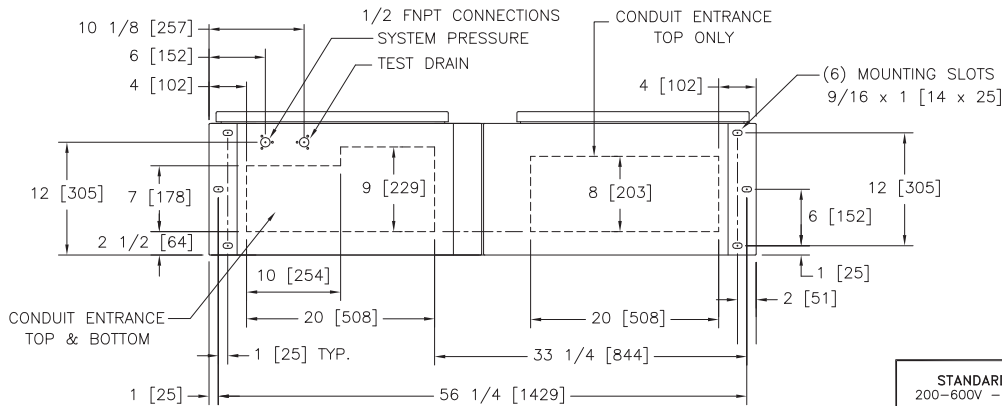 1/2 FNPT CONNECTIONS
SYSTEM PRESSURE
TEST DRAIN
10 1/8 [257]
6 [152]
4 [102]
CONDUIT ENTRANCE
TOP ONLY
4 [102]
(6) MOUNTING SLOTS
9/16 x 1 [14 x 25]
12 [305]
7 [178]
2 1/2 [64]
9 [229]
8 [203]
12 [305]
6 [152]
1 [25]
2 [51]
10 [254]
20 [508]
20 [508]
CONDUIT ENTRANCE
TOP & BOTTOM
1 [25] TYP.
33 1/4 [844]
1 [25]
56 1/4 [1429]
STANDAR
200-600V -